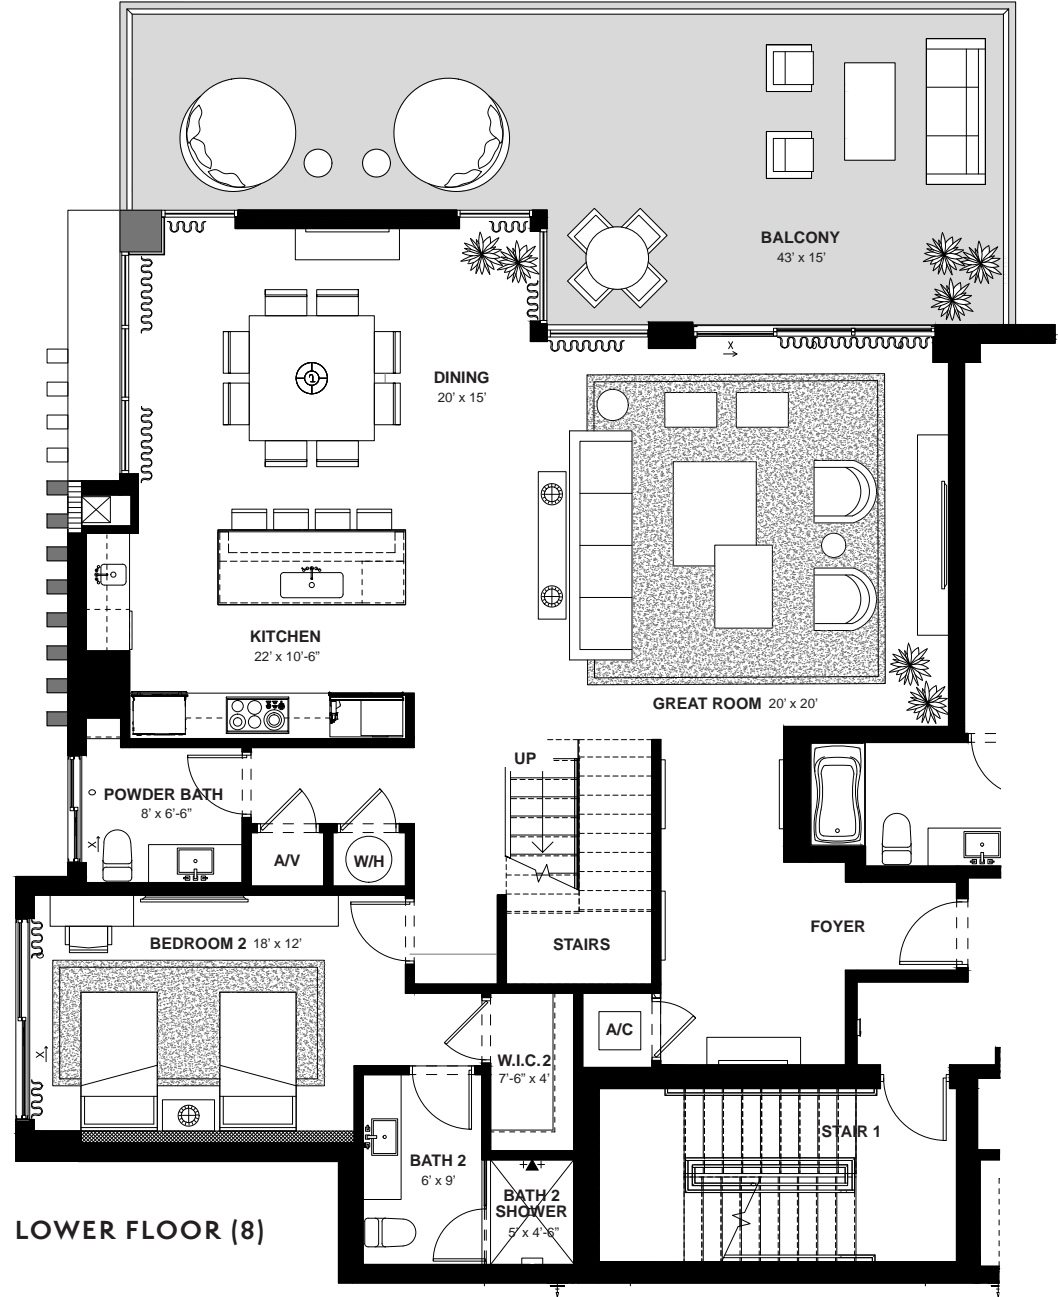 BALCONY
43' x 15'
X
DINING
20' x 15'
KITCHEN
22' x 10'-6"
GREAT ROOM 20' x 20'
UP
POWDER BATH
8' x 6'-6"
X
A/V
W/H
FOYER
BEDROOM 2 18' x 12'
STAIRS
A/C
X
W.I.C.2
7'-6" x 4'
STAIR 1
BATH 2
6' x 9'
BATH 2
SHOWER
5' x 4'-6"
LOWER FLOOR (8)